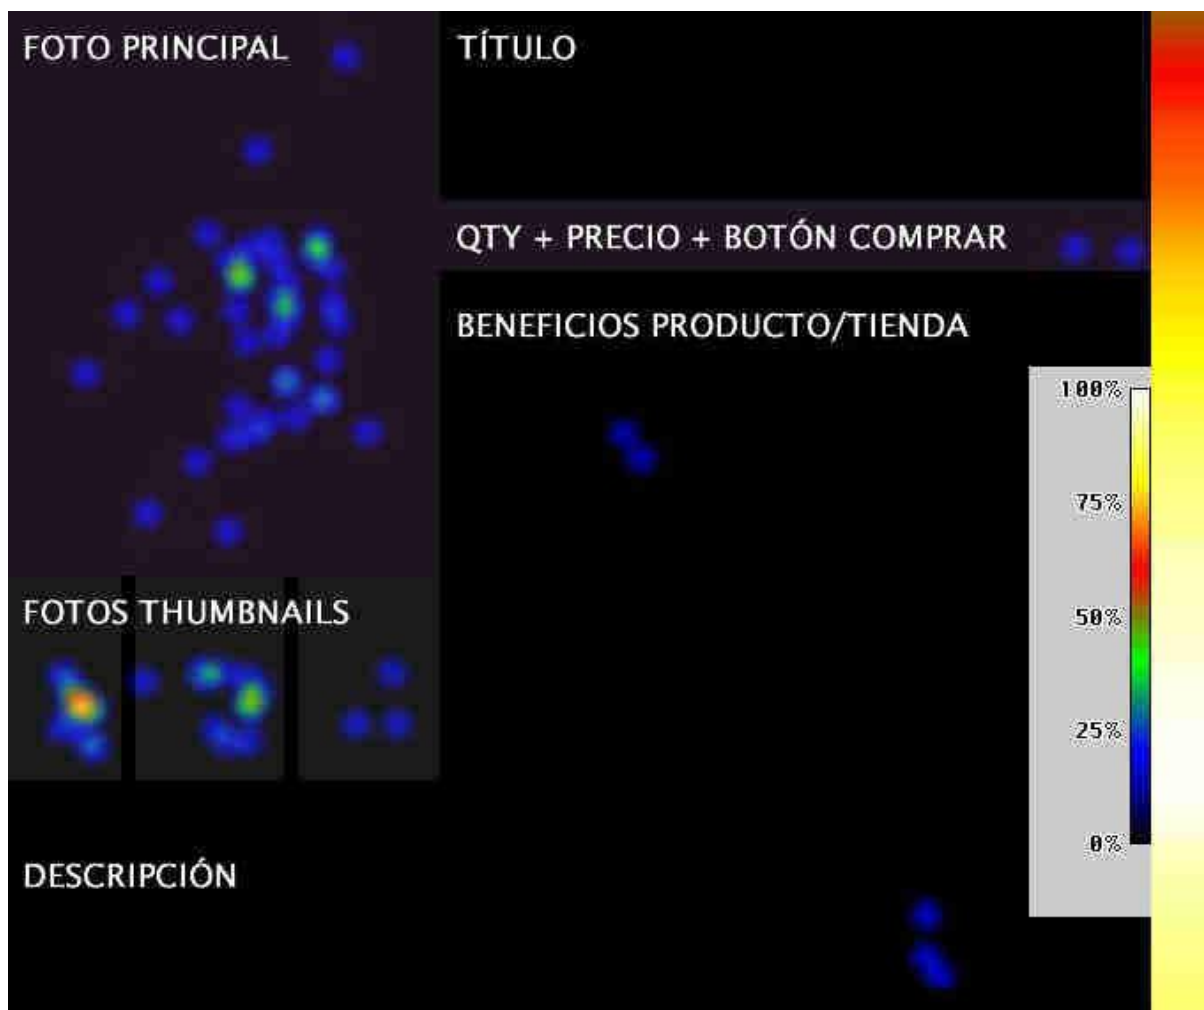 FOTO PRINCIPAL
TÍTULO
QTY + PRECIO + BOTÓN COMPRAR
BENEFICIOS PRODUCTO/TIENDA
100%
75%
50%
25%
0%
FOTOS THUMBNAILS
DESCRIPCIÓN